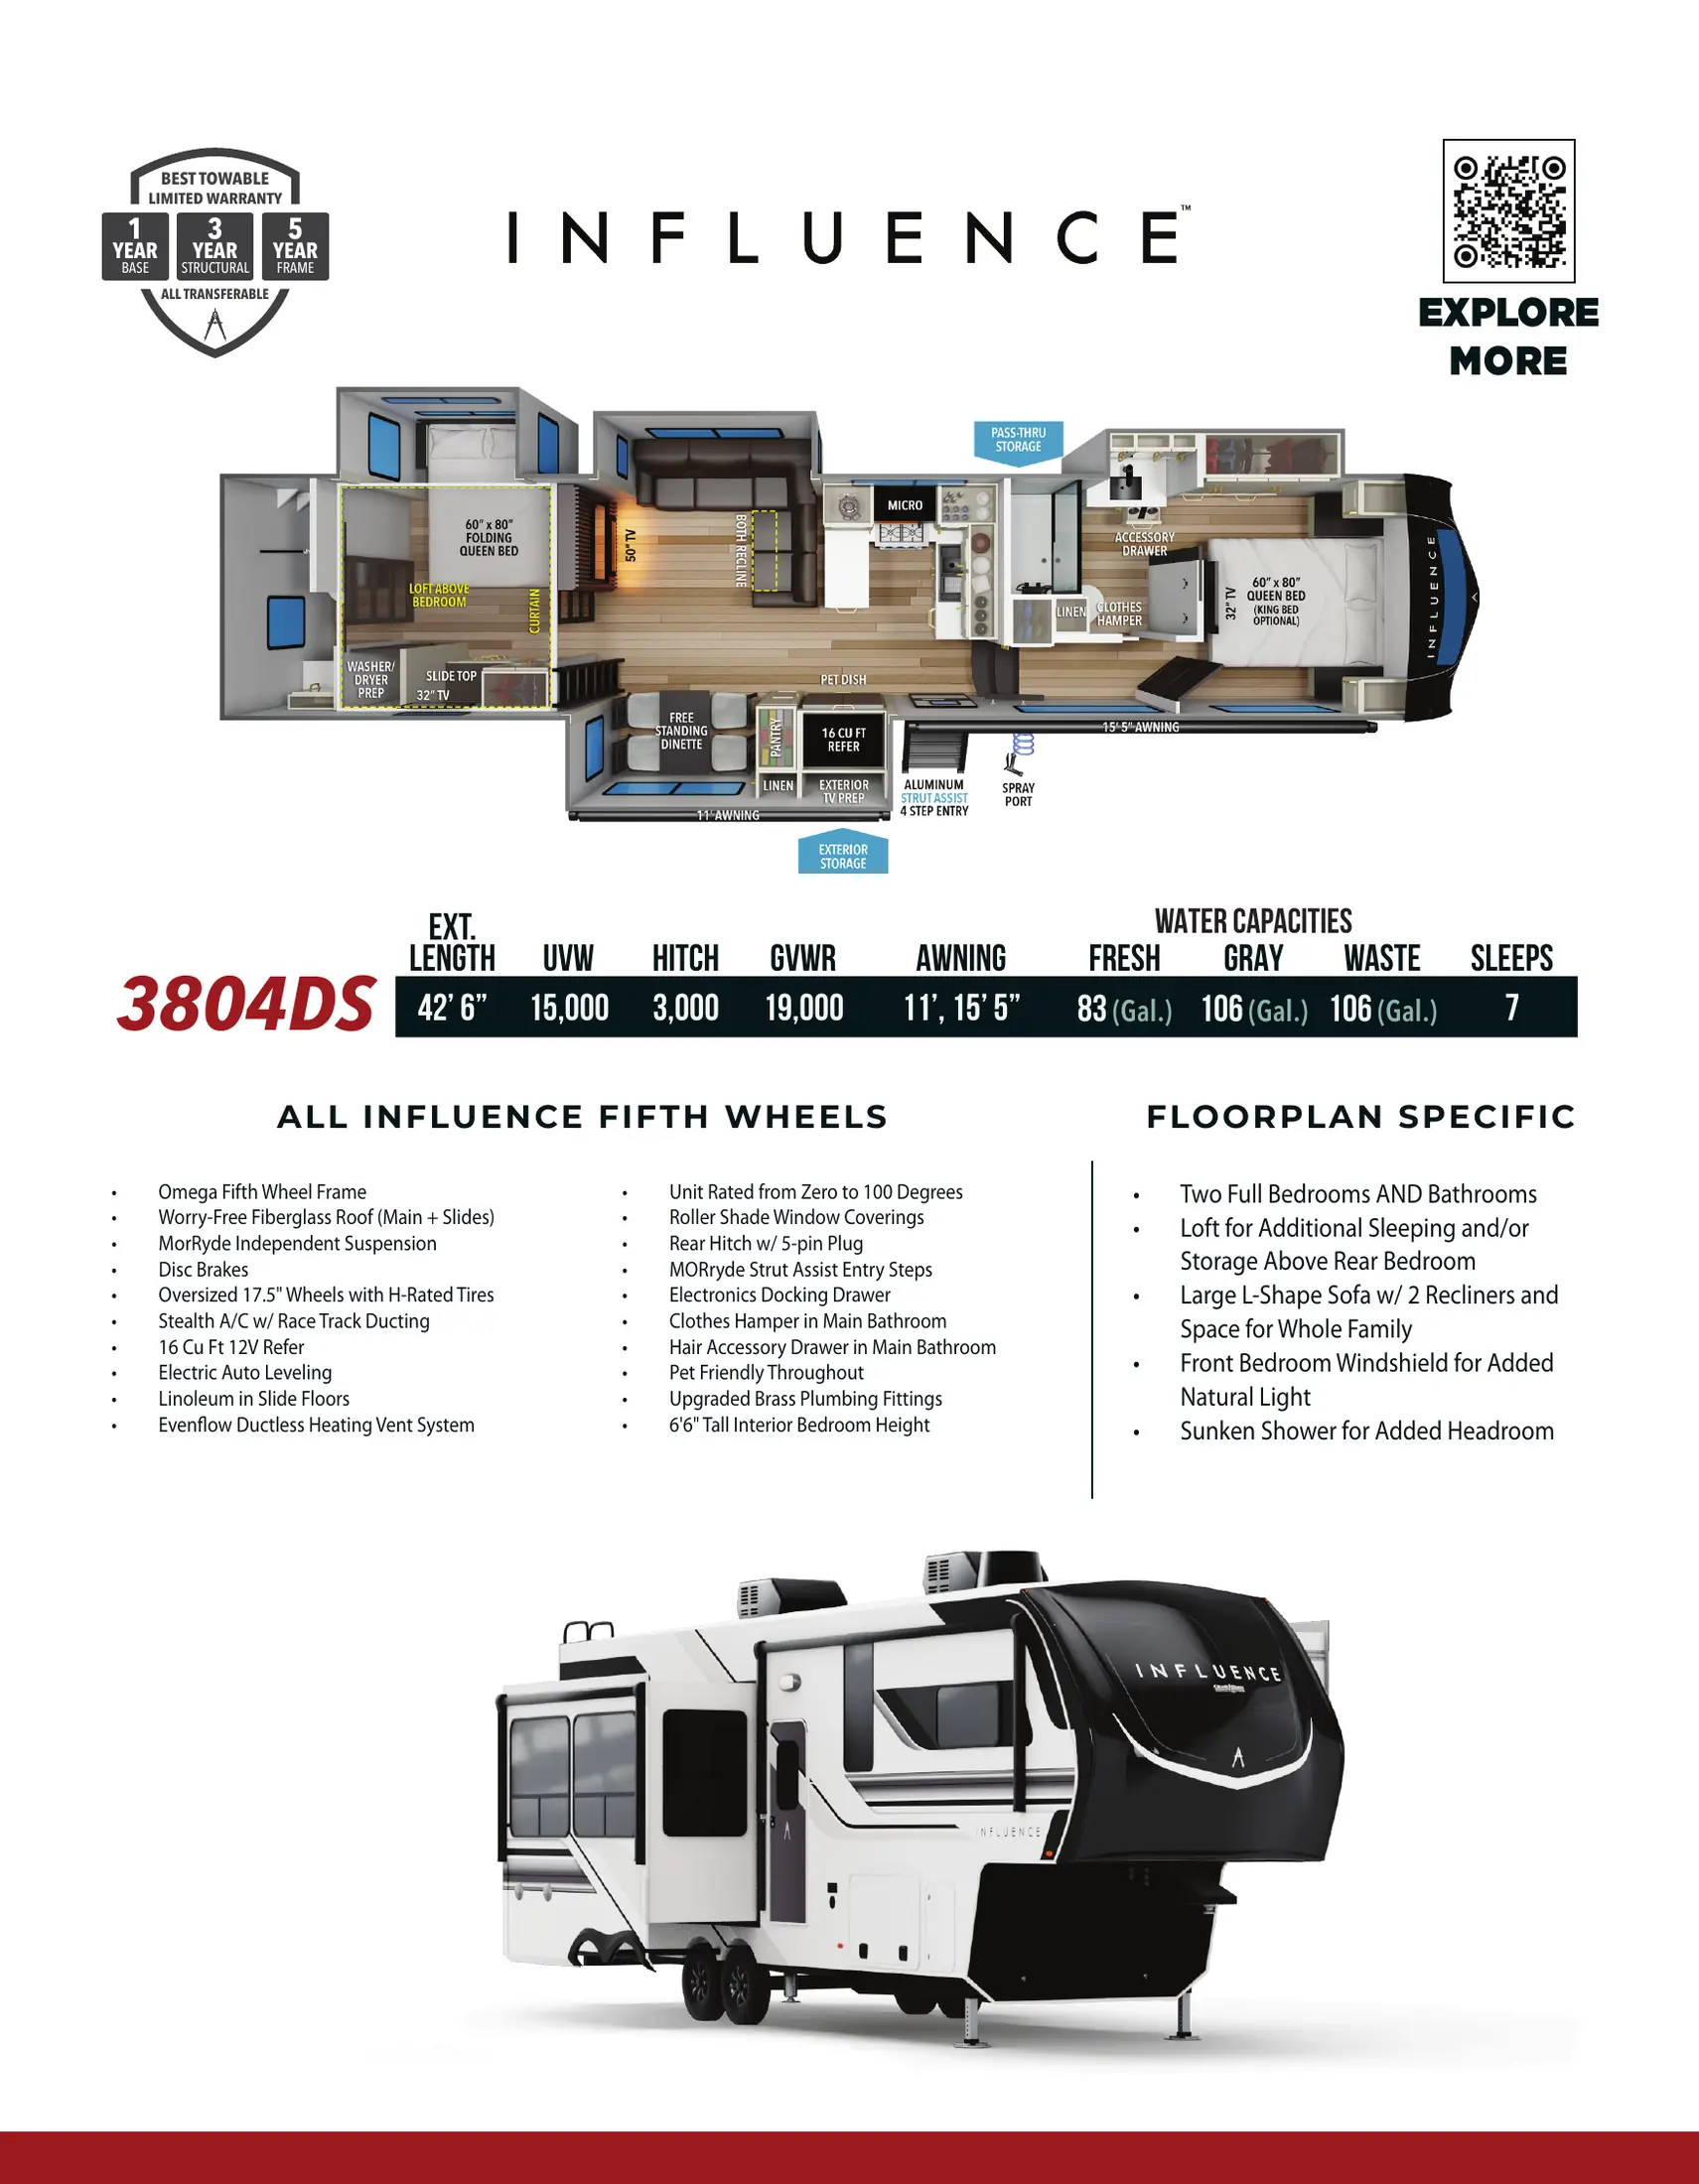 BEST TOWABLE
LIMITED WARRANTY
1
YEAR
BASE
3
YEAR
STRUCTURAL
5
YEAR
FRAME
ALL TRANSFERABLE
INFLUENCE™
EXPLORE
MORE
PASS-THRU
STORAGE
60" x 80"
FOLDING
QUEEN BED
LOFT ABOVE
BEDROOM
CURTAIN
WASHER/
DRYER
PREP
SLIDE TOP
32" TV
50" TV
BOTH RECLINE
MICRO
ACCESSORY
DRAWER
LINEN
CLOTHES
HAMPER
32" TV
60" x 80"
QUEEN BED
(KING BED
OPTIONAL)
INFLUENCE
PET DISH
FREE
STANDING
DINETTE
PANTRY
16 CU FT
REFER
LINEN
EXTERIOR
TV PREP
11' AWNING
15' 5" AWNING
ALUMINUM
STRUT ASSIST
4 STEP ENTRY
SPRAY
PORT
EXTERIOR
STORAGE
WATER CAPACITIES
EXT.
LENGTH UVW HITCH GVWR AWNING FRESH GRAY WASTE SLEEPS
3804DS 42’ 6” 15,000 3,000 19,000 11’, 15’ 5” 83 (Gal.) 106 (Gal.) 106 (Gal.) 7
ALL INFLUENCE FIFTH WHEELS
• Omega Fifth Wheel Frame
• Worry-Free Fiberglass Roof (Main + Slides)
• MorRyde Independent Suspension
• Disc Brakes
• Oversized 17.5" Wheels with H-Rated Tires
• Stealth A/C w/ Race Track Ducting
• 16 Cu Ft 12V Refer
• Electric Auto Leveling
• Linoleum in Slide Floors
• Evenflow Ductless Heating Vent System
• Unit Rated from Zero to 100 Degrees
• Roller Shade Window Coverings
• Rear Hitch w/ 5-pin Plug
• MORryde Strut Assist Entry Steps
• Electronics Docking Drawer
• Clothes Hamper in Main Bathroom
• Hair Accessory Drawer in Main Bathroom
• Pet Friendly Throughout
• Upgraded Brass Plumbing Fittings
• 6'6" Tall Interior Bedroom Height
FLOORPLAN SPECIFIC
• Two Full Bedrooms AND Bathrooms
• Loft for Additional Sleeping and/or
Storage Above Rear Bedroom
• Large L-Shape Sofa w/ 2 Recliners and
Space for Whole Family
• Front Bedroom Windshield for Added
Natural Light
• Sunken Shower for Added Headroom
INFLUENCE
INFLUENCE